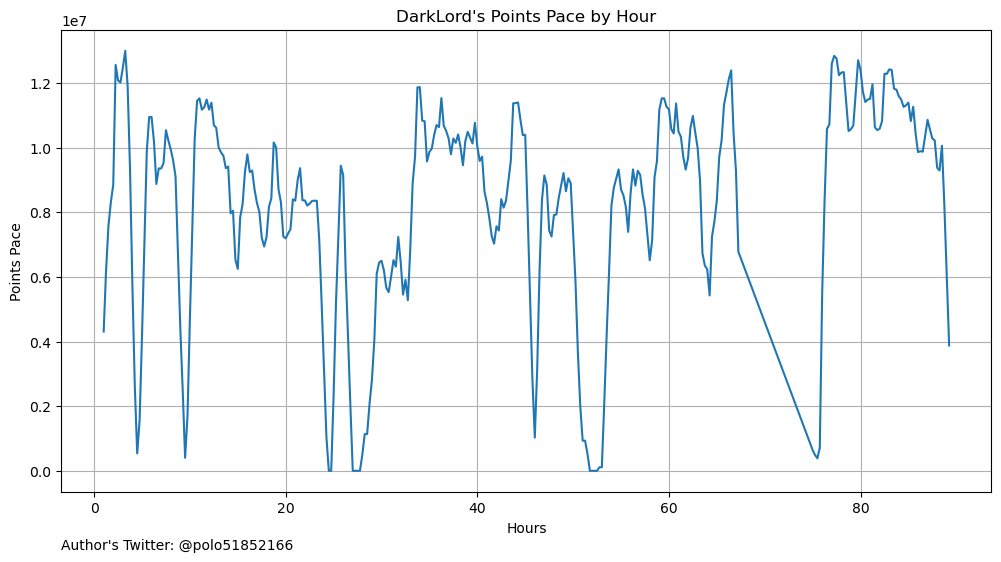 DarkLord's Points Pace by Hour
1e7
1.2
1.0
0.8
0.6
0.4
0.2
0.0
Points Pace
0 20 40 60 80
Hours
Author's Twitter: @polo51852166